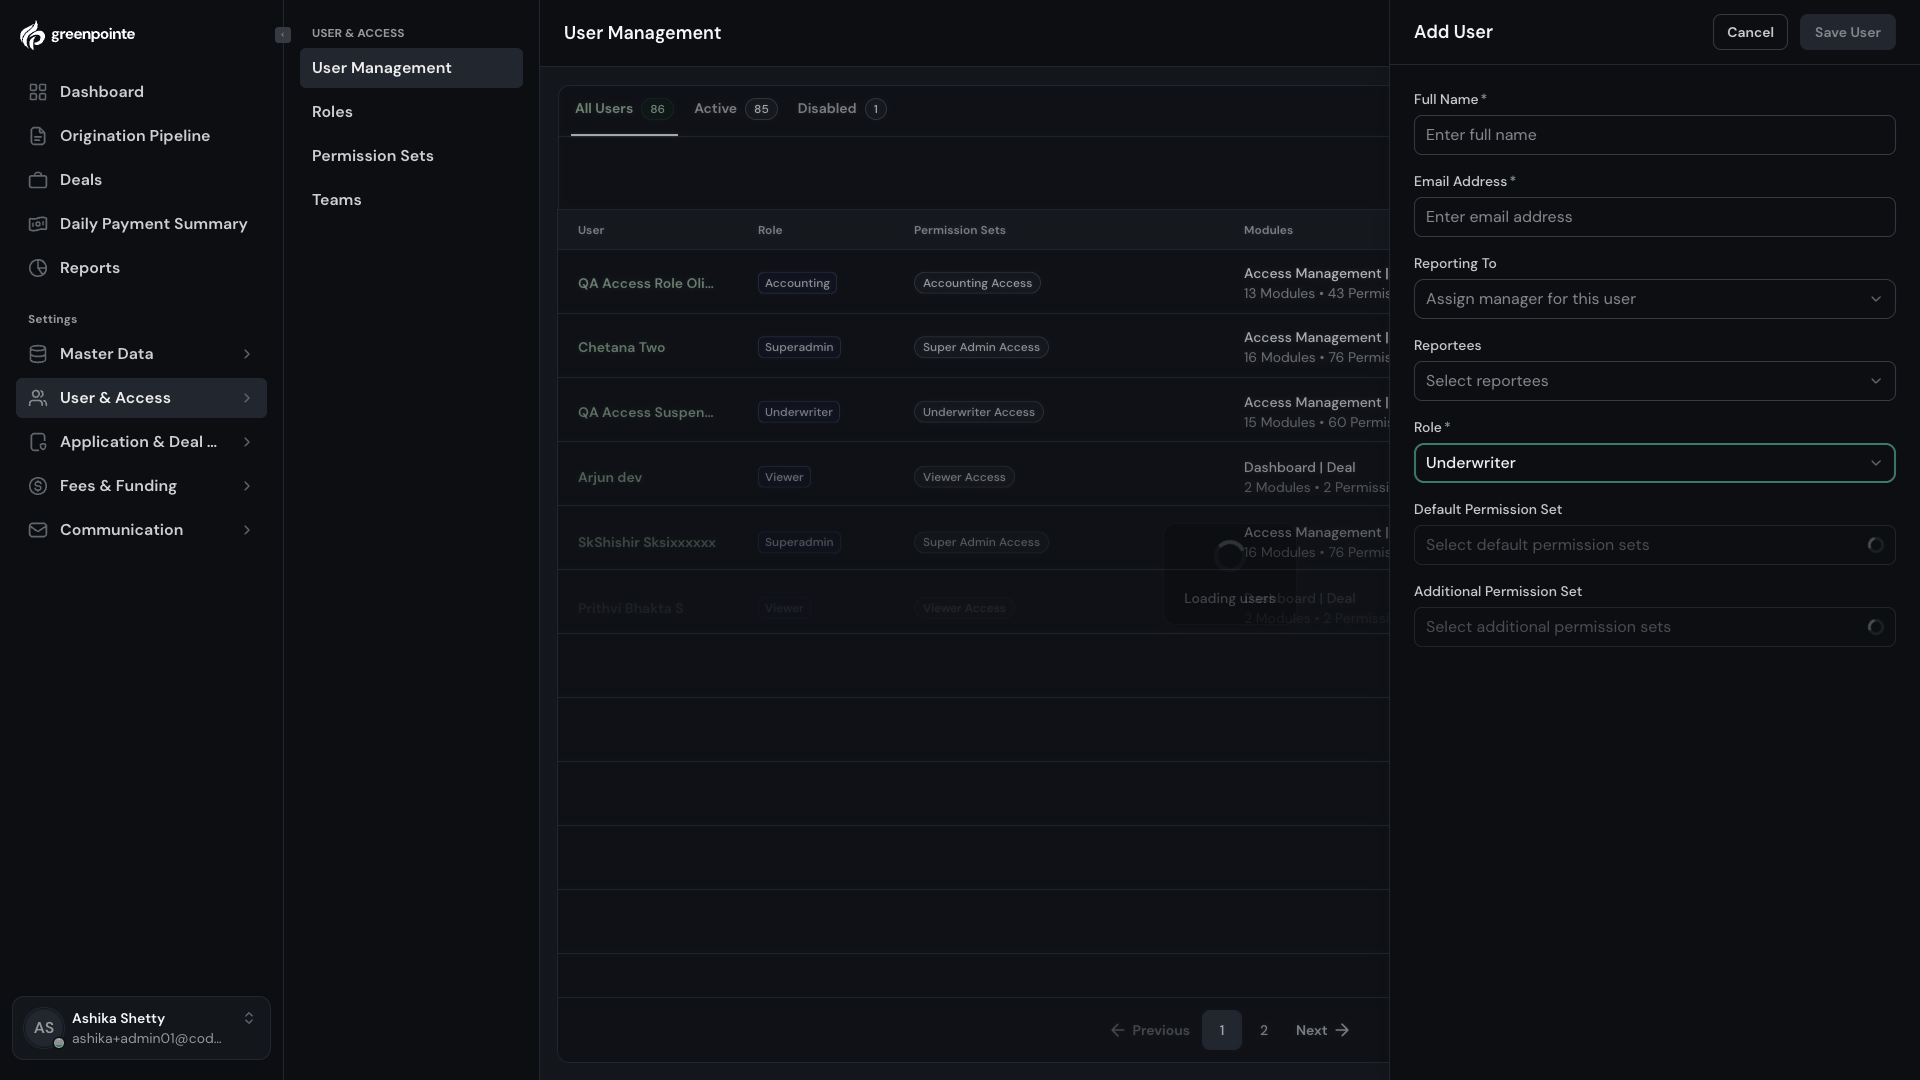 greenpointe
Dashboard
Origination Pipeline
Deals
Daily Payment Summary
Reports
Settings
Master Data
User & Access
Application & Deal ...
Fees & Funding
Communication
AS
Ashika Shetty
ashika+admin01@cod...
USER & ACCESS
User Management
Roles
Permission Sets
Teams
User Management
All Users 86 Active 85 Disabled 1
User Role Permission Sets Modules
QA Access Role Oli... Accounting Accounting Access Access Management |
13 Modules • 43 Permis
Chetana Two Superadmin Super Admin Access Access Management |
16 Modules • 76 Permis
QA Access Suspen... Underwriter Underwriter Access Access Management |
15 Modules • 60 Permis
Arjun dev Viewer Viewer Access Dashboard | Deal
2 Modules • 2 Permissi
SkShishir Sksixxxxxx Superadmin Super Admin Access Access Management |
16 Modules • 76 Permis
Prithvi Bhakta S Viewer Viewer Access Dashboard | Deal
2 Modules • 2 Permissi
Loading users
Previous 1 2 Next
Add User
Cancel Save User
Full Name*
Enter full name
Email Address*
Enter email address
Reporting To
Assign manager for this user
Reportees
Select reportees
Role*
Underwriter
Default Permission Set
Select default permission sets
Additional Permission Set
Select additional permission sets